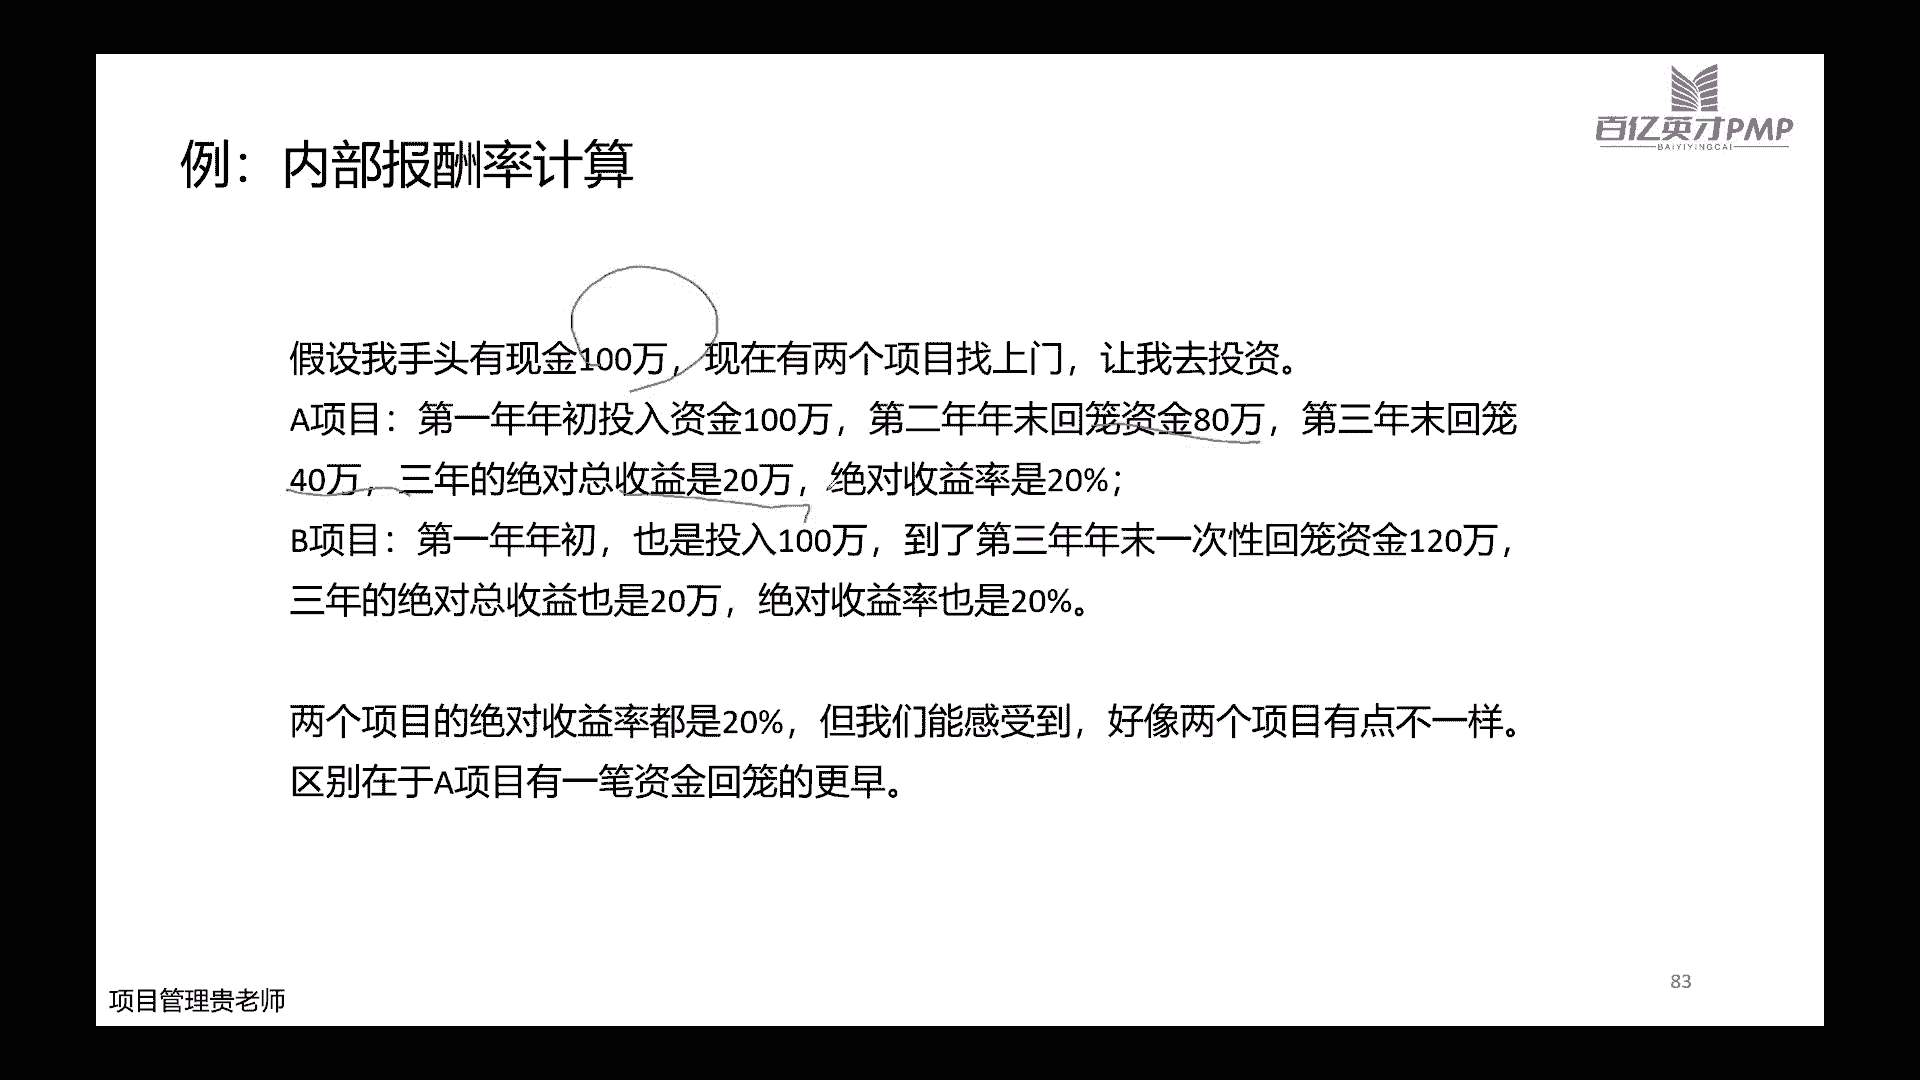 百亿英才PMP
BAIYIYINGCAI
例：内部报酬率计算
假设我手头有现金100万，现在有两个项目找上门，让我去投资。
A项目：第一年年初投入资金100万，第二年年末回笼资金80万，第三年末回笼
40万，三年的绝对总收益是20万，绝对收益率是20%；
B项目：第一年年初，也是投入100万，到了第三年年末一次性回笼资金120万，
三年的绝对总收益也是20万，绝对收益率也是20%。
两个项目的绝对收益率都是20%，但我们能感受到，好像两个项目有点不一样。
区别在于A项目有一笔资金回笼的更早。
83
项目管理贵老师